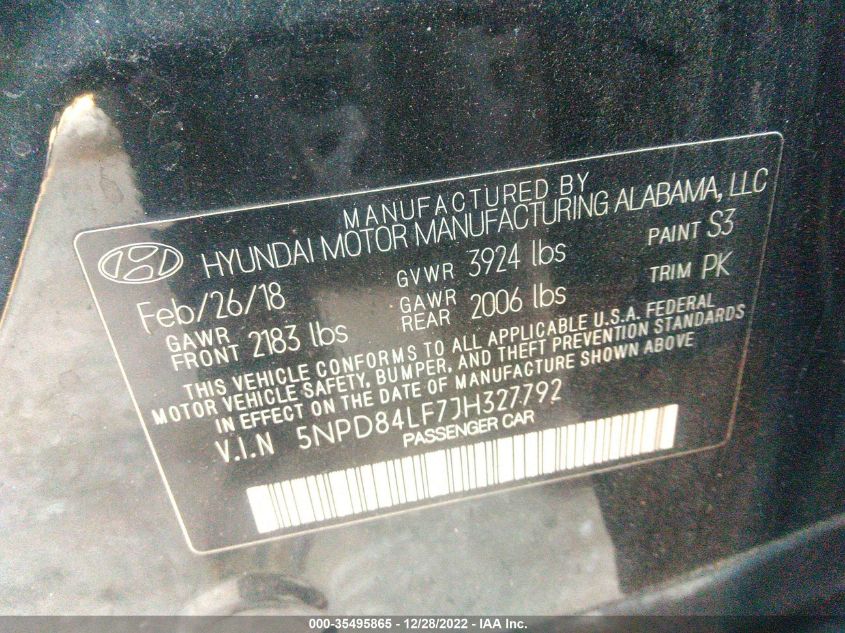 MANUFACTURED BY
HYUNDAI MOTOR MANUFACTURING ALABAMA, LLC
Feb/26/18 GVWR 3924 lbs PAINT S3
GAWR FRONT 2183 lbs GAWR REAR 2006 lbs TRIM PK
THIS VEHICLE CONFORMS TO ALL APPLICABLE U.S.A. FEDERAL
MOTOR VEHICLE SAFETY, BUMPER, AND THEFT PREVENTION STANDARDS
IN EFFECT ON THE DATE OF MANUFACTURE SHOWN ABOVE
V.I.N 5NPD84LF7JH327792
PASSENGER CAR
000-35495865 - 12/28/2022 - IAA Inc.